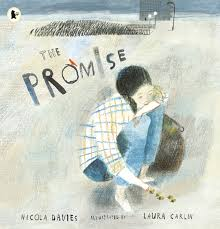 THE
PROMISE
NICOLA DAVIES ILLUSTRATED BY LAURA CARLIN